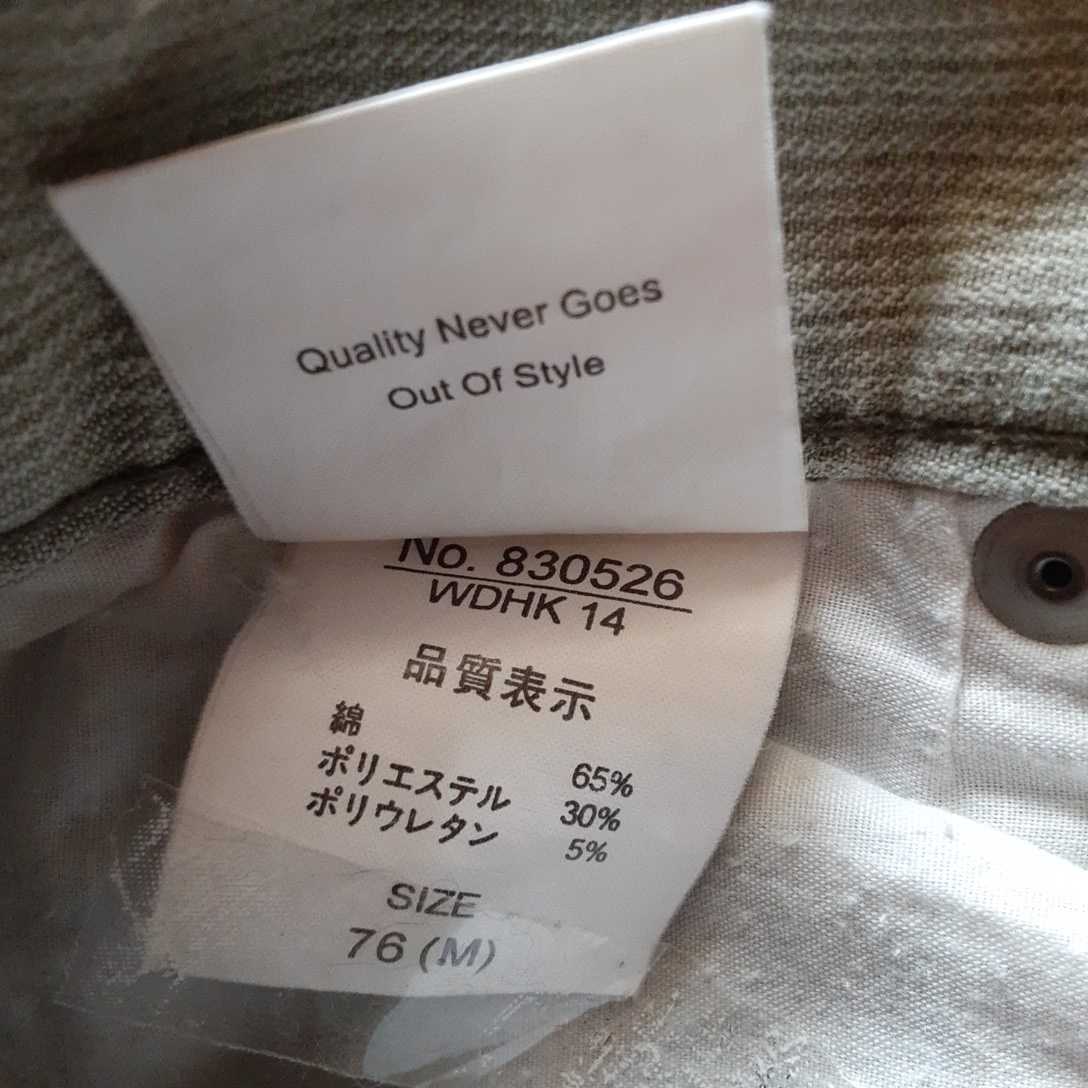 Quality Never Goes
Out Of Style
No. 830526
WDHK 14
品質表示
綿 65%
ポリエステル 30%
ポリウレタン 5%
SIZE
76 (M)